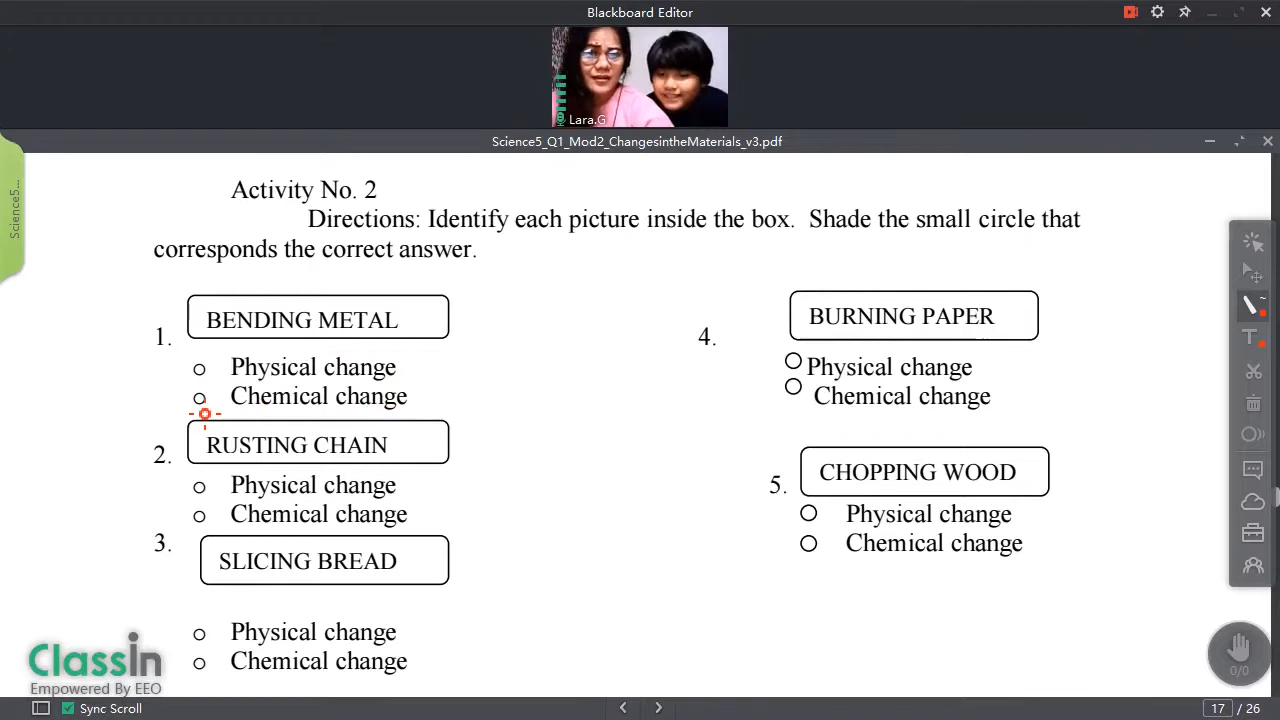 Blackboard Editor
Lara.G
Science5_Q1_Mod2_ChangesintheMaterials_v3.pdf
Science5...
Activity No. 2
Directions: Identify each picture inside the box. Shade the small circle that
corresponds the correct answer.
1. BENDING METAL
Physical change
Chemical change
2. RUSTING CHAIN
Physical change
Chemical change
3. SLICING BREAD
Physical change
Chemical change
4. BURNING PAPER
Physical change
Chemical change
5. CHOPPING WOOD
Physical change
Chemical change
ClassIn
Empowered By EEO
0/0
Sync Scroll
17 / 26